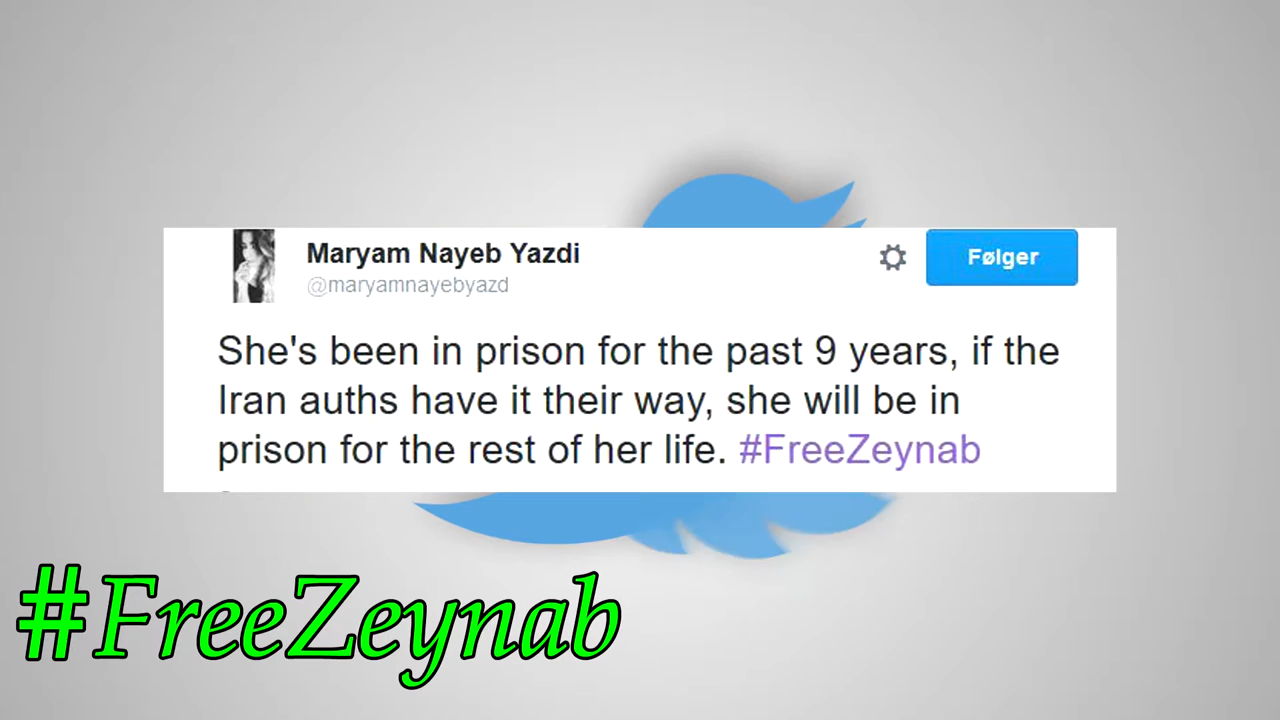 Maryam Nayeb Yazdi
@maryamnayebyazd
Følger
She's been in prison for the past 9 years, if the
Iran auths have it their way, she will be in
prison for the rest of her life. #FreeZeynab
#FreeZeynab